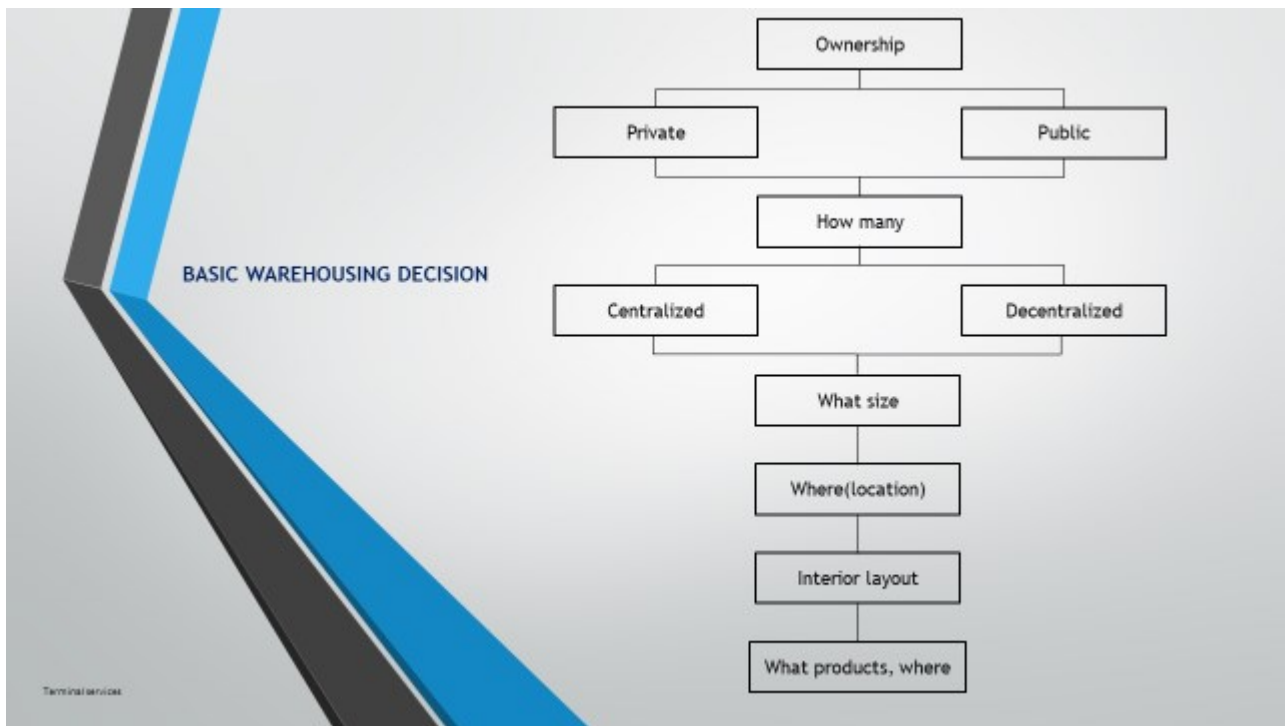 Ownership
Private
Public
How many
BASIC WAREHOUSING DECISION
Centralized
Decentralized
What size
Where(location)
Interior layout
What products, where
Terminal services